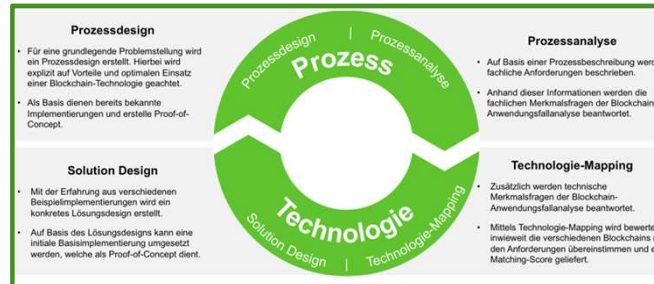 Prozessdesign
Für eine grundlegende Problemstellung wird
ein Prozessdesign erstellt. Hierbei wird
explizit auf Vorteile und optimalen Einsatz
einer Blockchain-Technologie geachtet.
Als Basis dienen bereits bekannte
Implementierungen und erstelle Proof-of-
Concept.
Solution Design
Mit der Erfahrung aus verschiedenen
Beispielimplementierungen wird ein
konkretes Lösungsdesign erstellt.
Auf Basis des Lösungsdesigns kann eine
initiale Basisimplementierung umgesetzt
werden, welche als Proof-of-Concept dient.
Prozessdesign | Prozessanalyse
Prozess
Technologie
Solution Design | Technologie-Mapping
Prozessanalyse
Auf Basis einer Prozessbeschreibung
fachliche Anforderungen beschrieben.
Anhand dieser Informationen werden die
fachlichen Merkmalsfragen der Blockchain
Anwendungsfallanalyse beantwortet.
Technologie-Mapping
Zusätzlich werden technische
Merkmalsfragen der Blockchain-
Anwendungsfallanalyse beantwortet.
Mittels Technologie-Mapping wird
inwieweit die verschiedenen Blockchains
den Anforderungen übereinstimmen und
Matching-Score geliefert.